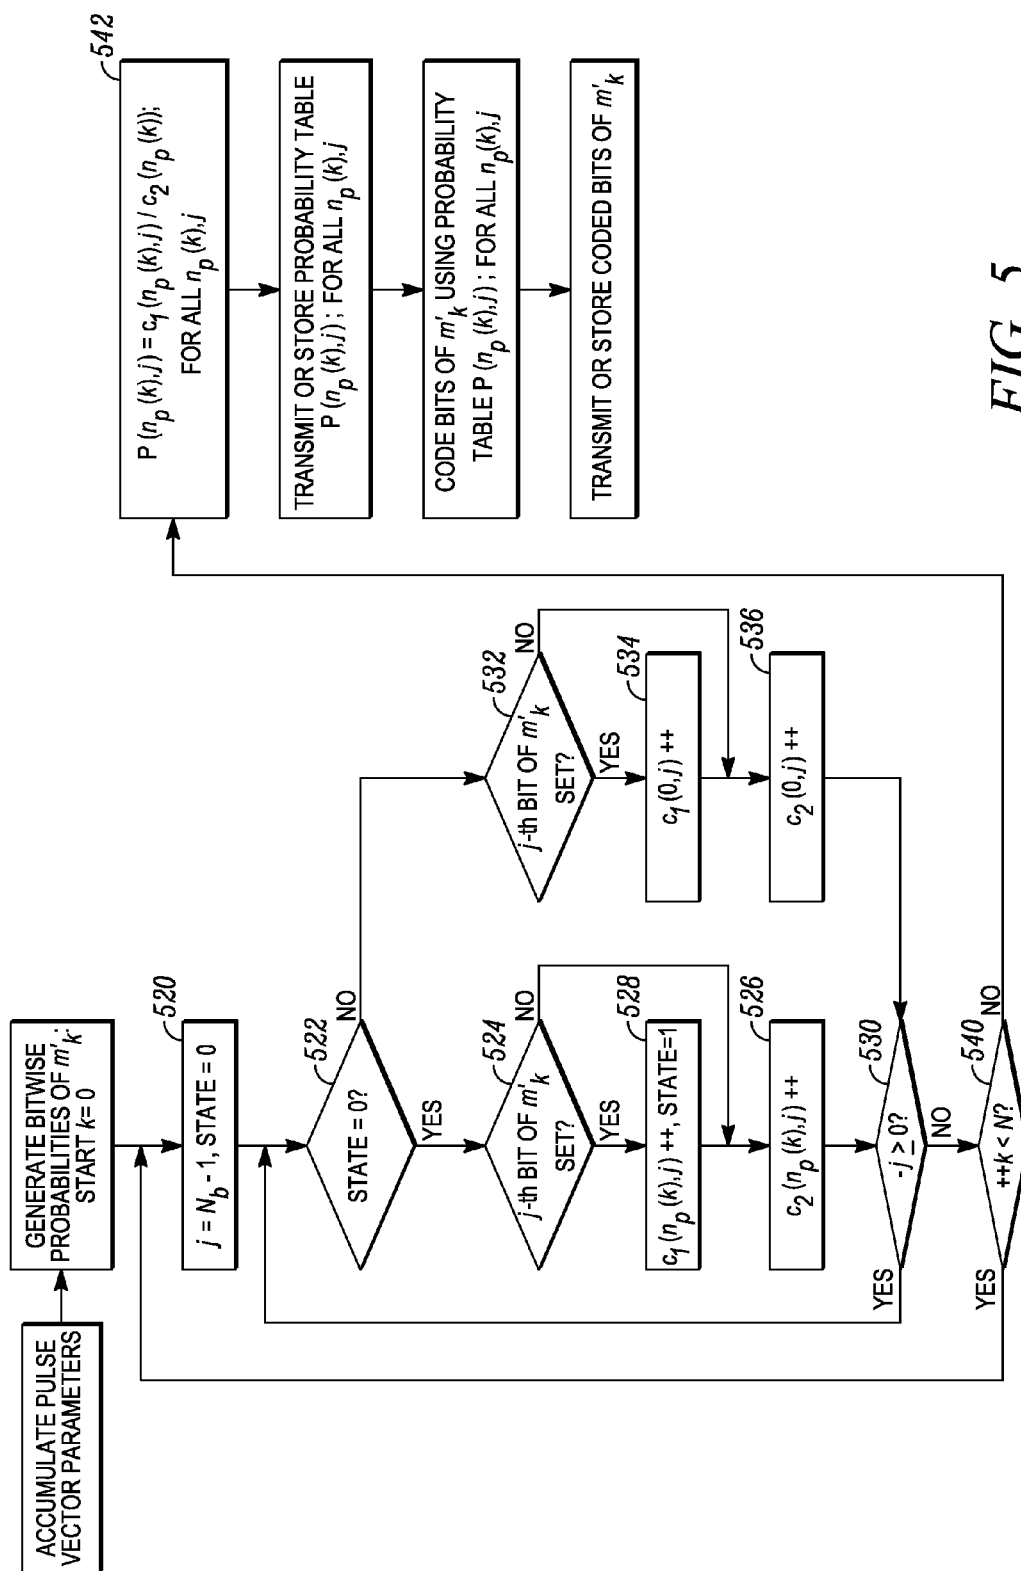 ACCUMULATE PULSE
VECTOR PARAMETERS
GENERATE BITWISE
PROBABILITIES OF m'k.
START k= 0
520
j = Nb - 1, STATE = 0
522
STATE = 0?
NO
YES
524
j-th BIT OF m'k
SET?
NO
YES
528
c1(np(k),j) ++, STATE=1
526
c2(np(k),j) ++
532
j-th BIT OF m'k
SET?
NO
YES
534
c1(0,j) ++
536
c2(0,j) ++
530
-j ≥ 0?
YES
NO
540
++k < N?
YES
NO
542
P(np(k),j) = c1(np(k),j) / c2(np(k));
FOR ALL np(k),j
TRANSMIT OR STORE PROBABILITY TABLE
P(np(k),j); FOR ALL np(k),j
CODE BITS OF m'k USING PROBABILITY
TABLE P(np(k),j); FOR ALL np(k),j
TRANSMIT OR STORE CODED BITS OF m'k
FIG. 5